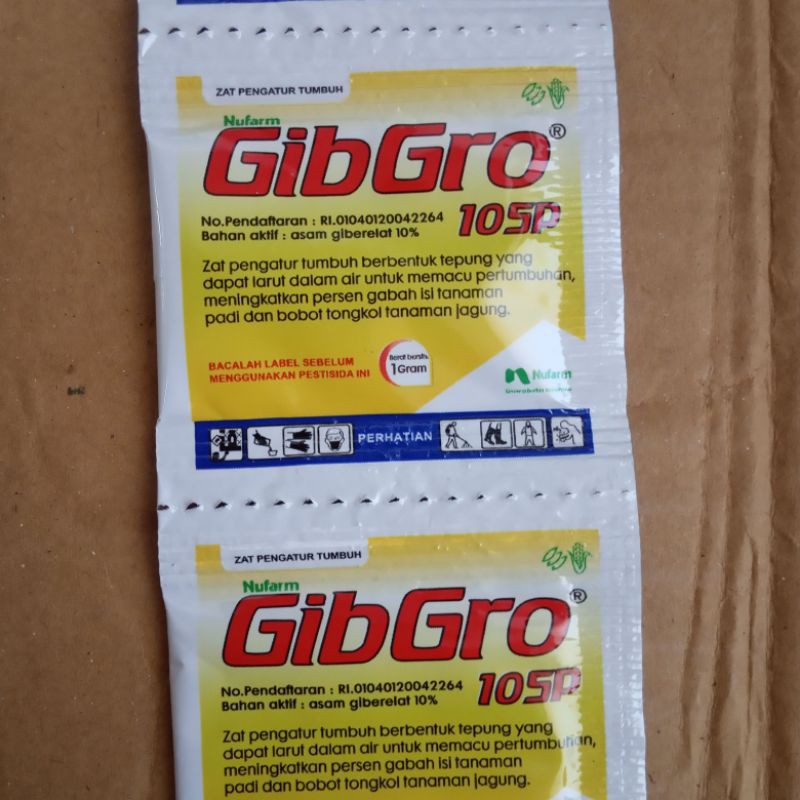 ZAT PENGATUR TUMBUH
Nufarm
GibGro®
10SP
No.Pendaftaran : RI.01040120042264
Bahan aktif : asam giberelat 10%
Zat pengatur tumbuh berbentuk tepung yang
dapat larut dalam air untuk memacu pertumbuhan,
meningkatkan persen gabah isi tanaman
padi dan bobot tongkol tanaman jagung.
BACALAH LABEL SEBELUM
MENGGUNAKAN PESTISIDA INI
Berat bersih
1 Gram
Nufarm
PERHATIAN
ZAT PENGATUR TUMBUH
Nufarm
GibGro®
10SP
No.Pendaftaran : RI.01040120042264
Bahan aktif : asam giberelat 10%
Zat pengatur tumbuh berbentuk tepung yang
dapat larut dalam air untuk memacu pertumbuhan,
meningkatkan persen gabah isi tanaman
padi dan bobot tongkol tanaman jagung.